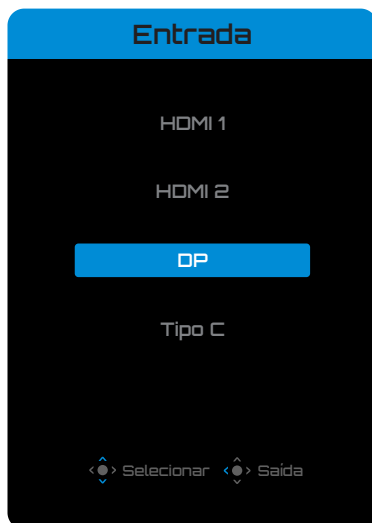 Entrada
HDMI 1
HDMI 2
DP
Tipo C
Selecionar Saída